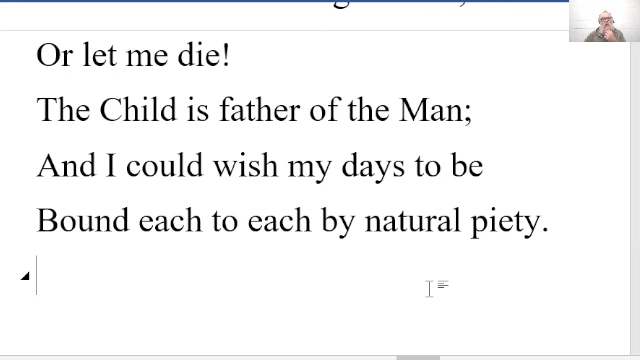 Or let me die!
The Child is father of the Man;
And I could wish my days to be
Bound each to each by natural piety.